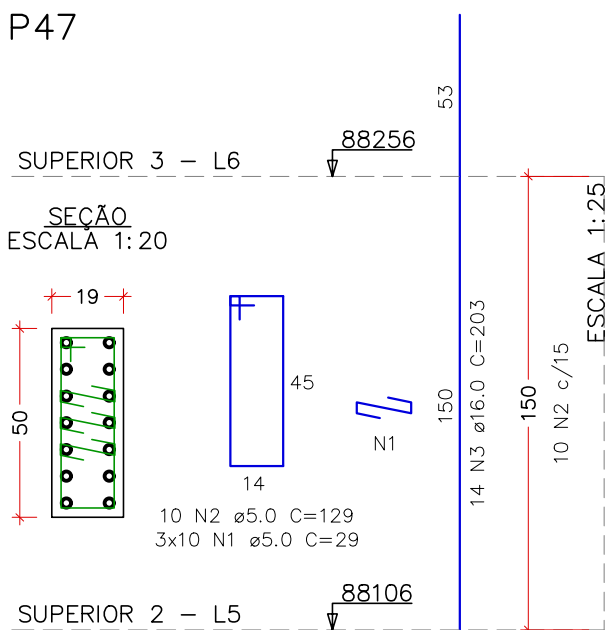 P47
53
88256
SUPERIOR 3 - L6
SEÇÃO
ESCALA 1:20
ESCALA 1:25
19
50
45
14
N1
150
14 N3 ø16.0 C=203
150
10 N2 c/15
10 N2 ø5.0 C=129
3x10 N1 ø5.0 C=29
88106
SUPERIOR 2 - L5